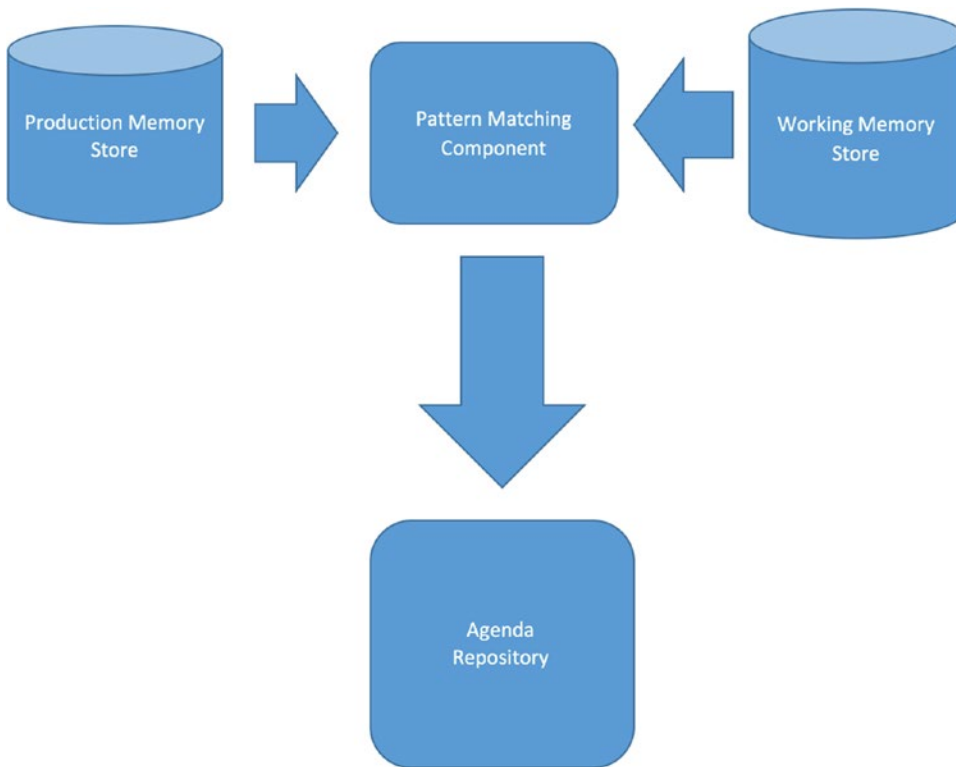 Production Memory
Store
Pattern Matching
Component
Working Memory
Store
Agenda
Repository